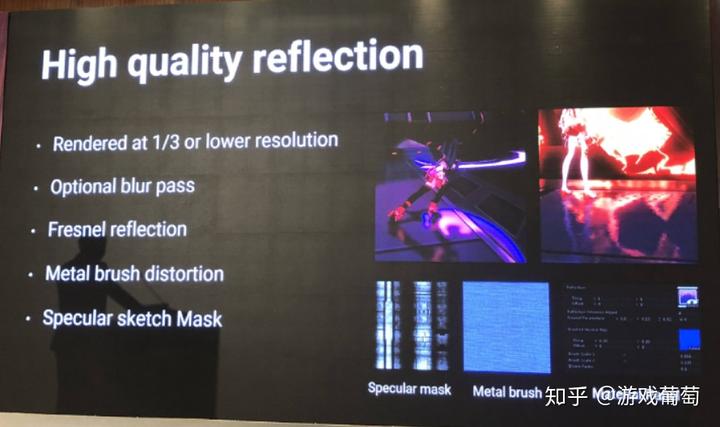 High quality reflection
• Rendered at 1/3 or lower resolution
• Optional blur pass
• Fresnel reflection
• Metal brush distortion
• Specular sketch Mask
Specular mask
Metal brush
知乎 @游戏葡萄